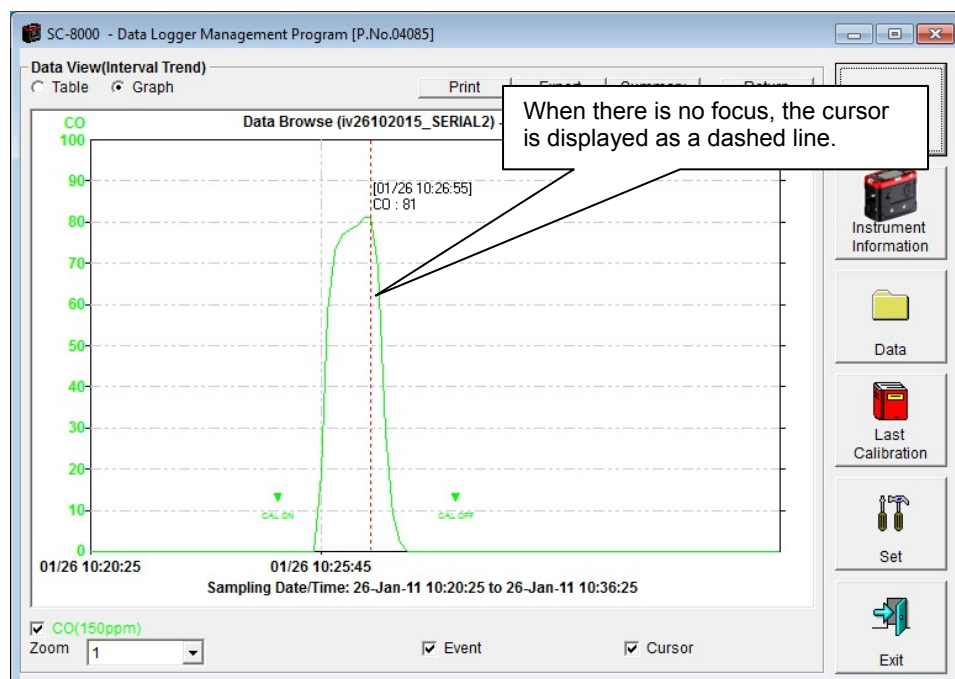 SC-8000 - Data Logger Management Program [P.No.04085]
Data View(Interval Trend)
Table Graph
Print
When there is no focus, the cursor
is displayed as a dashed line.
CO
Data Browse (iv26102015_SERIAL2) -
100
90
[01/26 10:26:55]
CO : 81
80
70
60
50
40
30
20
10
CAL ON
CAL OFF
0
01/26 10:20:25
01/26 10:25:45
Sampling Date/Time: 26-Jan-11 10:20:25 to 26-Jan-11 10:36:25
CO(150ppm)
Zoom
1
Event
Cursor
Instrument
Information
Data
Last
Calibration
Set
Exit